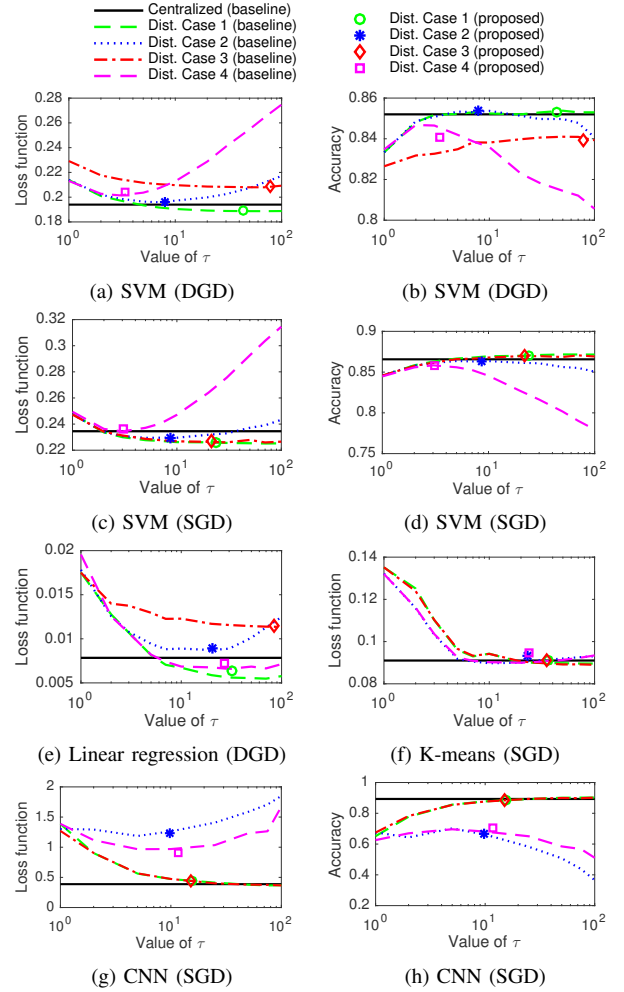 Centralized (baseline)
Dist. Case 1 (baseline)
Dist. Case 2 (baseline)
Dist. Case 3 (baseline)
Dist. Case 4 (baseline)
Dist. Case 1 (proposed)
Dist. Case 2 (proposed)
Dist. Case 3 (proposed)
Dist. Case 4 (proposed)
Loss function
0.28
0.26
0.24
0.22
0.2
0.18
10^0 10^1 10^2
Value of τ
(a) SVM (DGD)
Accuracy
0.86
0.84
0.82
0.8
10^0 10^1 10^2
Value of τ
(b) SVM (DGD)
Loss function
0.32
0.3
0.28
0.26
0.24
0.22
10^0 10^1 10^2
Value of τ
(c) SVM (SGD)
Accuracy
0.9
0.85
0.8
0.75
10^0 10^1 10^2
Value of τ
(d) SVM (SGD)
Loss function
0.02
0.015
0.01
0.005
10^0 10^1 10^2
Value of τ
(e) Linear regression (DGD)
Loss function
0.14
0.12
0.1
0.08
10^0 10^1 10^2
Value of τ
(f) K-means (SGD)
Loss function
2
1.5
1
0.5
0
10^0 10^1 10^2
Value of τ
(g) CNN (SGD)
Accuracy
1
0.8
0.6
0.4
0.2
10^0 10^1 10^2
Value of τ
(h) CNN (SGD)